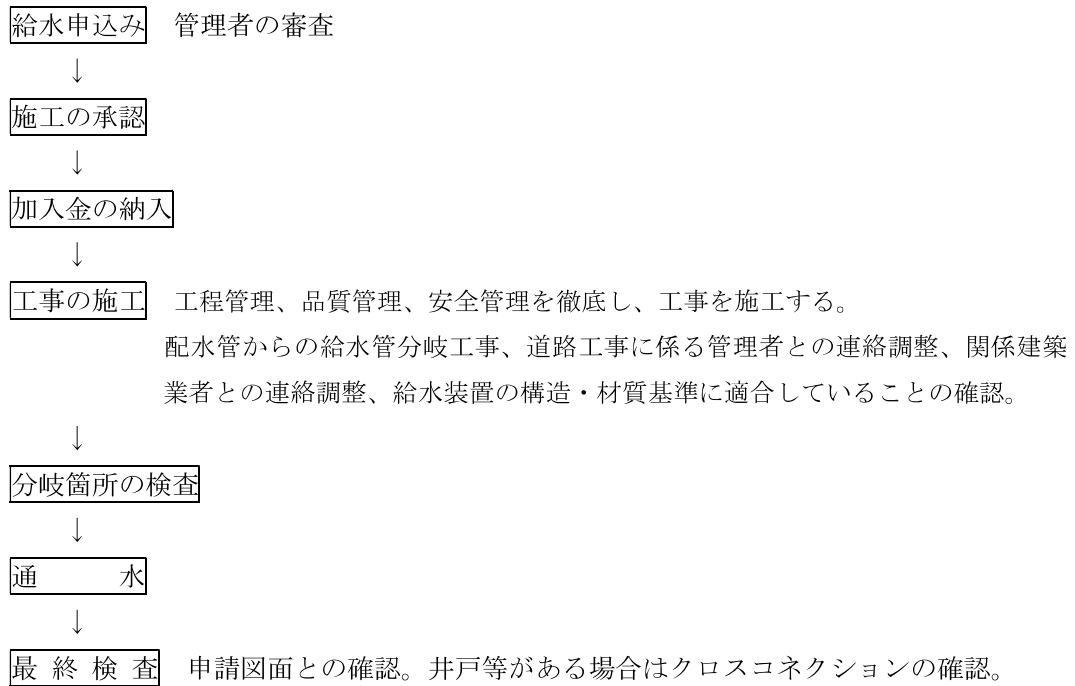 給水申込み　管理者の審査
↓
施工の承認
↓
加入金の納入
↓
工事の施工　工程管理、品質管理、安全管理を徹底し、工事を施工する。
配水管からの給水管分岐工事、道路工事に係る管理者との連絡調整、関係建築
業者との連絡調整、給水装置の構造・材質基準に適合していることの確認。
↓
分岐箇所の検査
↓
通　　　水
↓
最 終 検 査　申請図面との確認。井戸等がある場合はクロスコネクションの確認。